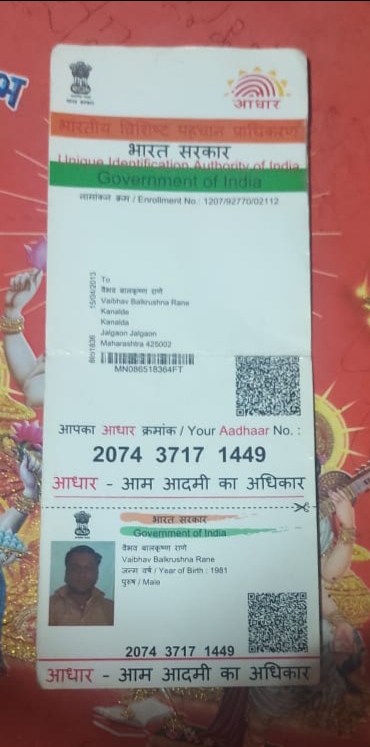 भ
भारत सरकार
आधार
भारतीय विशिष्ट पहचान प्राधिकरण
भारत सरकार
Unique Identification Authority of India
Government of India
नामांकन क्रम / Enrollment No.: 1207/92770/02112
15/04/2013
To
वैभव बालकृष्ण राणे
Vaibhav Balkrushna Rane
Kanalde
Kanalde
Jalgaon Jalgaon
Maharashtra 425002
MN086518364FT
आपका आधार क्रमांक / Your Aadhaar No. :
2074 3717 1449
आधार - आम आदमी का अधिकार
भारत सरकार
Government of India
वैभव बालकृष्ण राणे
Vaibhav Balkrushna Rane
जन्म वर्ष / Year of Birth : 1981
पुरुष / Male
2074 3717 1449
आधार - आम आदमी का अधिकार